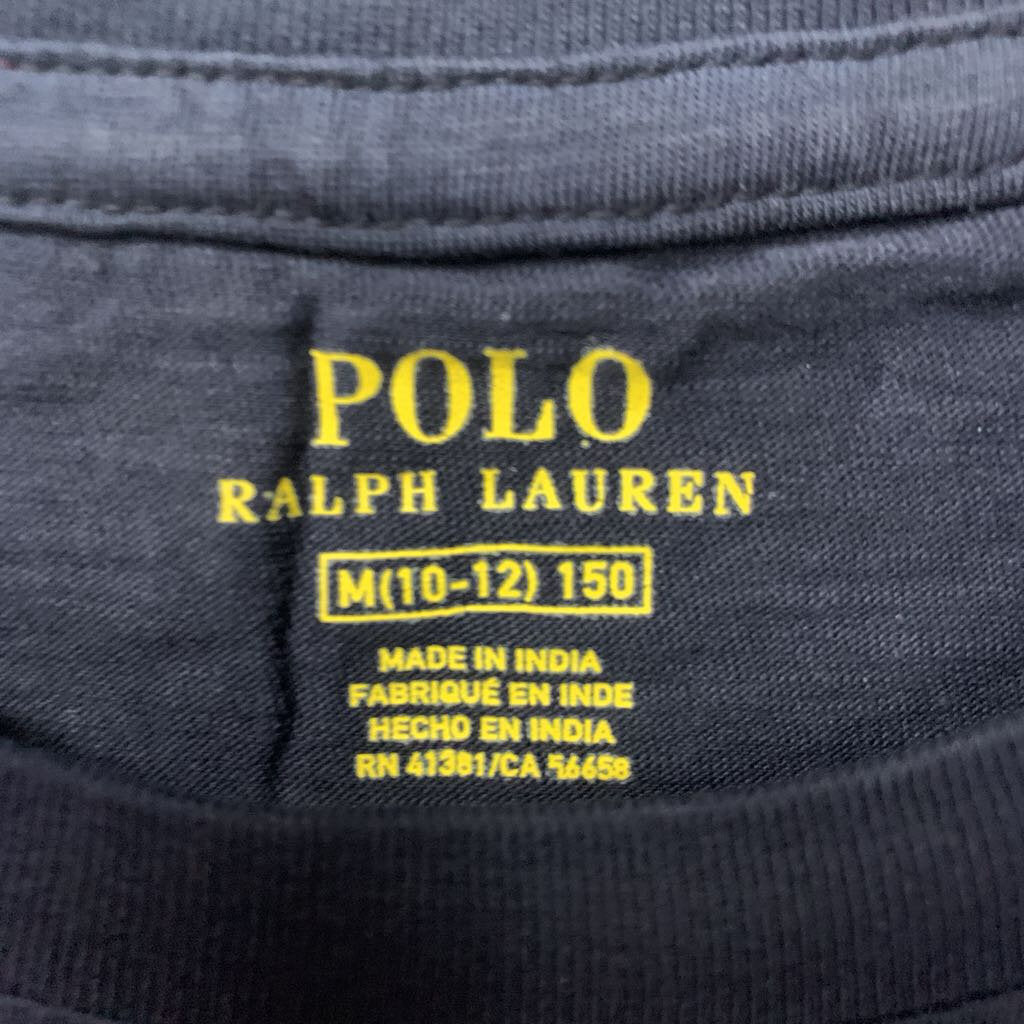 POLO
RALPH LAUREN
M(10-12) 150
MADE IN INDIA
FABRIQUÉ EN INDE
HECHO EN INDIA
RN 41381/CA 56658